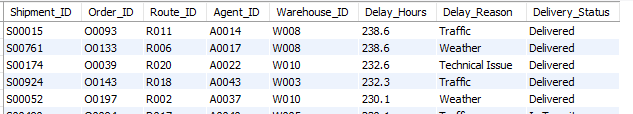 Shipment_ID Order_ID Route_ID Agent_ID Warehouse_ID Delay_Hours Delay_Reason Delivery_Status
S00015 O0093 R011 A0014 W008 238.6 Traffic Delivered
S00761 O0133 R006 A0017 W008 238.6 Weather Delivered
S00174 O0039 R020 A0022 W010 232.6 Technical Issue Delivered
S00924 O0143 R018 A0043 W003 232.3 Traffic Delivered
S00052 O0197 R002 A0037 W010 230.1 Weather Delivered